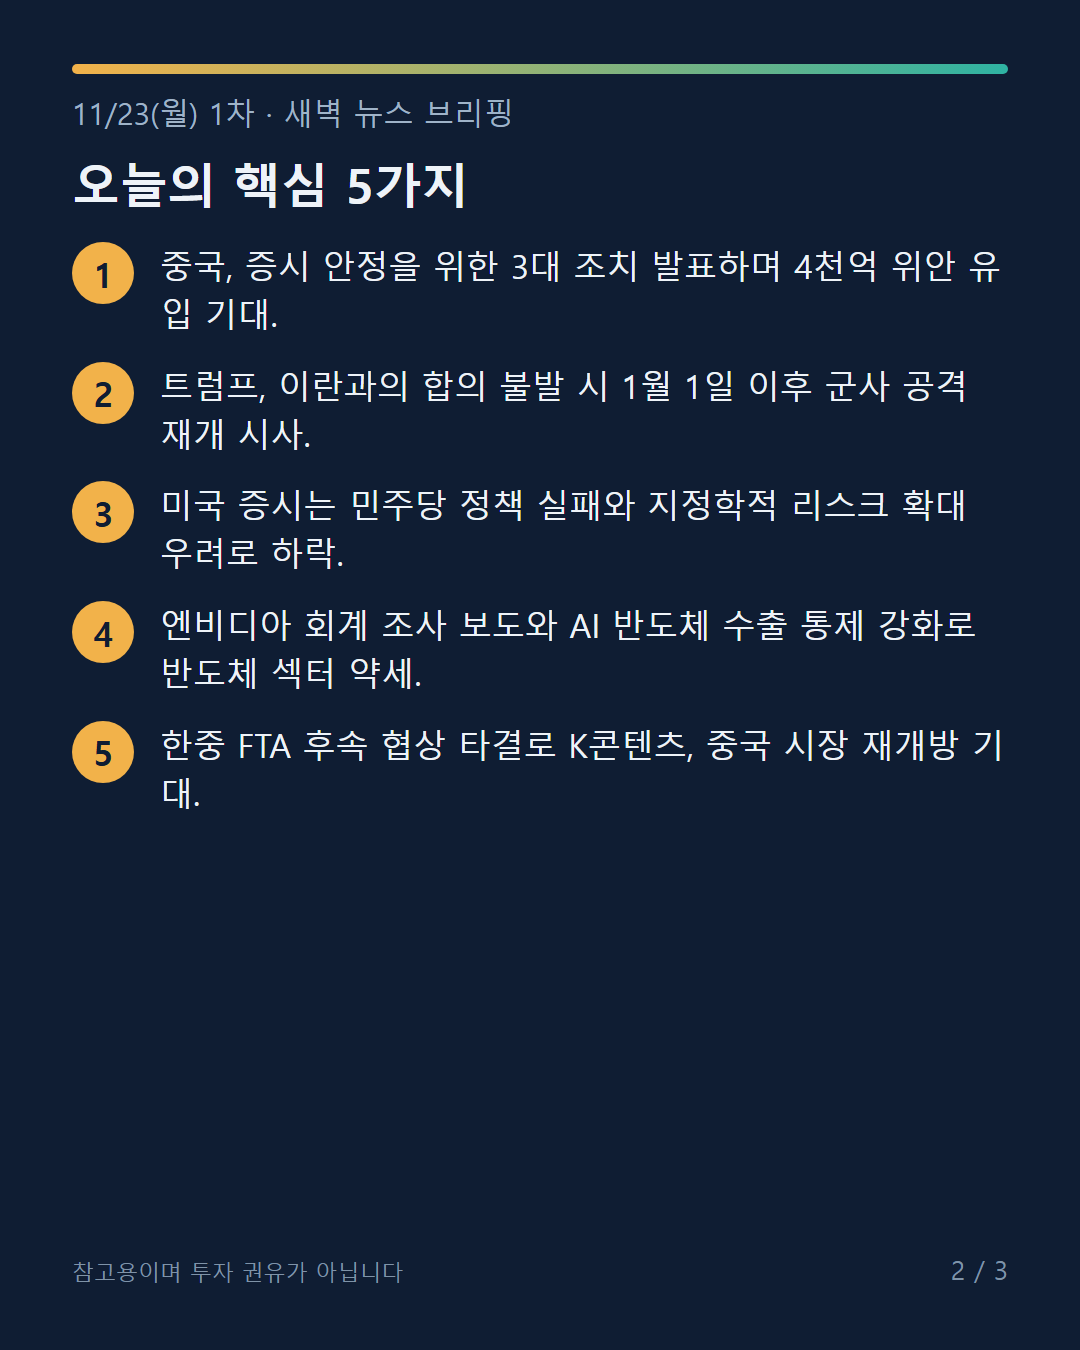 11/23(월) 1차 · 새벽 뉴스 브리핑
오늘의 핵심 5가지
1 중국, 증시 안정을 위한 3대 조치 발표하며 4천억 위안 유
입 기대.
2 트럼프, 이란과의 합의 불발 시 1월 1일 이후 군사 공격
재개 시사.
3 미국 증시는 민주당 정책 실패와 지정학적 리스크 확대
우려로 하락.
4 엔비디아 회계 조사 보도와 AI 반도체 수출 통제 강화로
반도체 섹터 약세.
5 한중 FTA 후속 협상 타결로 K콘텐츠, 중국 시장 재개방 기
대.
참고용이며 투자 권유가 아닙니다
2 / 3